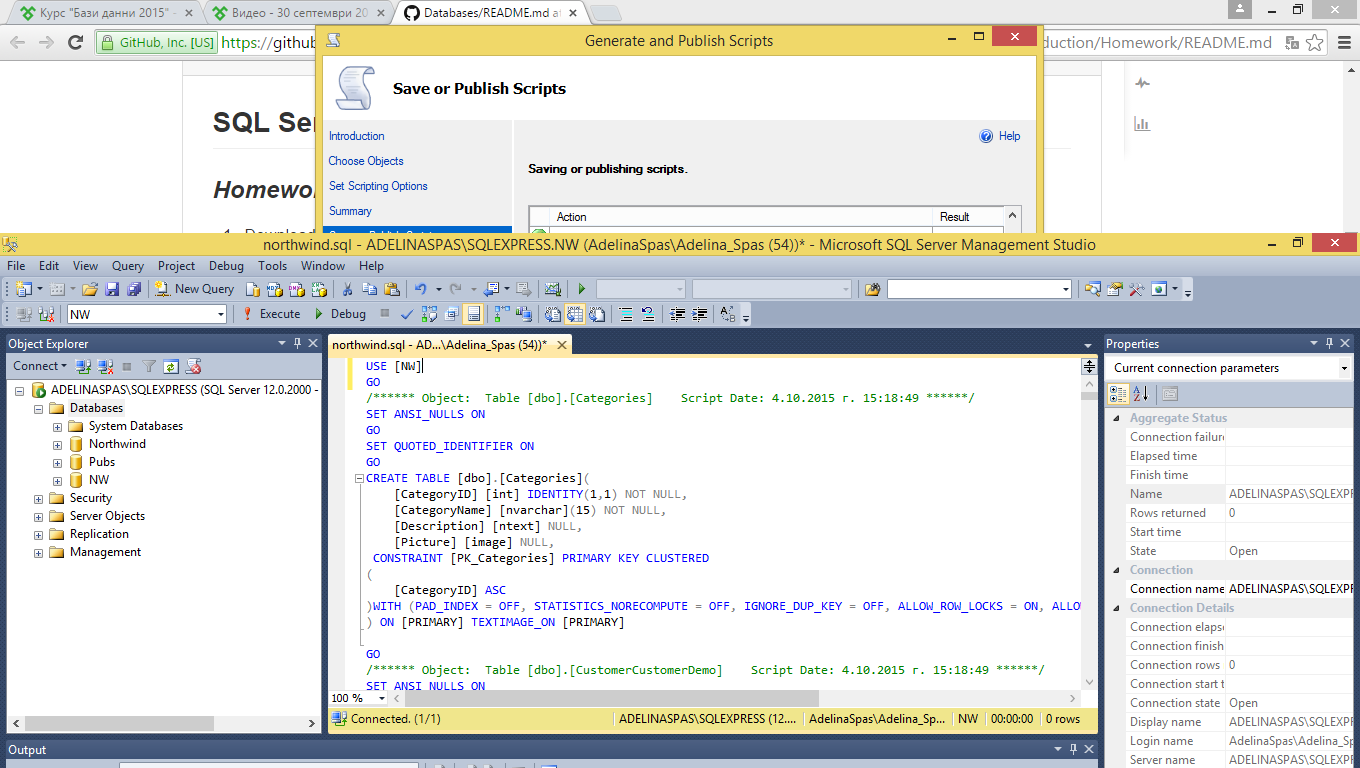 Курс "Бази данни 2015" -
Видео - 30 септември 20
Databases/README.md at
GitHub, Inc. [US]
https://github
duction/Homework/README.md
Generate and Publish Scripts
Save or Publish Scripts
Introduction
Choose Objects
Set Scripting Options
Summary
Help
Saving or publishing scripts.
Action
Result
SQL Se
Homewo
1. Download
northwind.sql - ADELINASPAS\SQLEXPRESS.NW (AdelinaSpas\Adelina_Spas (54))* - Microsoft SQL Server Management Studio
File Edit View Query Project Debug Tools Window Help
New Query
NW
Execute
Debug
Object Explorer
Connect
ADELINASPAS\SQLEXPRESS (SQL Server 12.0.2000 -
Databases
System Databases
Northwind
Pubs
NW
Security
Server Objects
Replication
Management
northwind.sql - AD...\Adelina_Spas (54))*
USE [NW]
GO
/****** Object:  Table [dbo].[Categories]    Script Date: 4.10.2015 г. 15:18:49 ******/
SET ANSI_NULLS ON
GO
SET QUOTED_IDENTIFIER ON
GO
CREATE TABLE [dbo].[Categories](
[CategoryID] [int] IDENTITY(1,1) NOT NULL,
[CategoryName] [nvarchar](15) NOT NULL,
[Description] [ntext] NULL,
[Picture] [image] NULL,
CONSTRAINT [PK_Categories] PRIMARY KEY CLUSTERED
(
[CategoryID] ASC
)WITH (PAD_INDEX = OFF, STATISTICS_NORECOMPUTE = OFF, IGNORE_DUP_KEY = OFF, ALLOW_ROW_LOCKS = ON, ALLOW
) ON [PRIMARY] TEXTIMAGE_ON [PRIMARY]
GO
/****** Object:  Table [dbo].[CustomerCustomerDemo]    Script Date: 4.10.2015 г. 15:18:49 ******/
SET ANSI_NULLS ON
100 %
Connected. (1/1)
ADELINASPAS\SQLEXPRESS (12....
AdelinaSpas\Adelina_Sp...
NW
00:00:00
0 rows
Properties
Current connection parameters
Aggregate Status
Connection failure
Elapsed time
Finish time
Name ADELINASPAS\SQLEXPR
Rows returned 0
Start time
State Open
Connection
Connection name ADELINASPAS\SQLEXPR
Connection Details
Connection elapse
Connection finish
Connection rows 0
Connection start t
Connection state Open
Display name ADELINASPAS\SQLEXPR
Login name AdelinaSpas\Adelina_Sp
Server name ADELINASPAS\SQLEXPR
Output